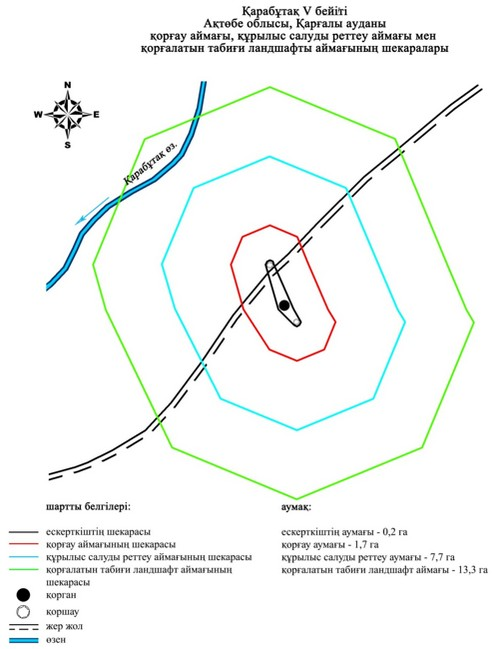 Қарабұтақ V бейіті
Ақтөбе облысы, Қарғалы ауданы
қорғау аймағы, құрылыс салуды реттеу аймағы мен
қорғалатын табиғи ландшафты аймағының шекаралары
N
W E
S
Қарабұтақ өз.
шартты белгілері:
ескерткіштің шекарасы
қорғау аймағының шекарасы
құрылыс салуды реттеу аймағының шекарасы
қорғалатын табиғи ландшафт аймағының
шекарасы
қорған
қоршау
жер жол
өзен
аумақ:
ескерткіштің аумағы - 0,2 га
қорғау аумағы - 1,7 га
құрылыс салуды реттеу аумағы - 7,7 га
қорғалатын табиғи ландшафт аймағы - 13,3 га